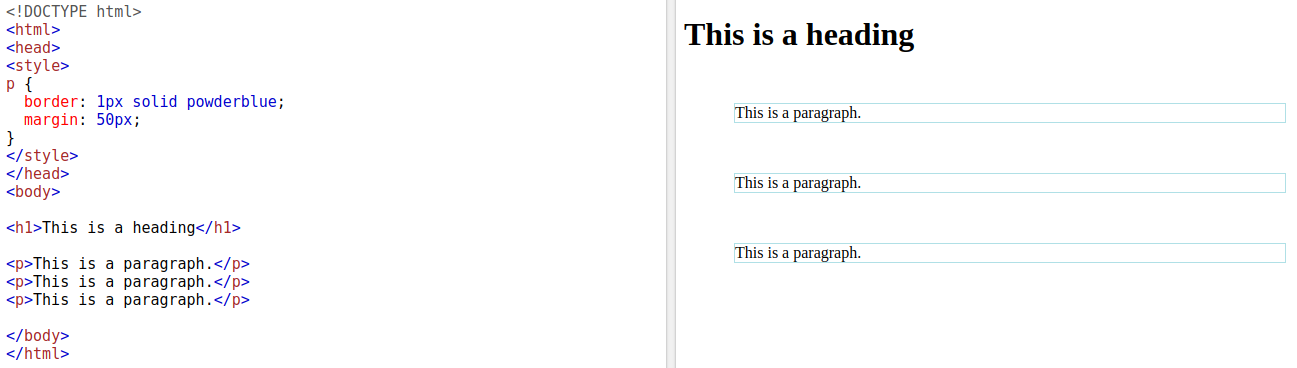 <!DOCTYPE html>
<html>
<head>
<style>
p {
  border: 1px solid powderblue;
  margin: 50px;
}
</style>
</head>
<body>

<h1>This is a heading</h1>

<p>This is a paragraph.</p>
<p>This is a paragraph.</p>
<p>This is a paragraph.</p>

</body>
</html>
This is a heading
This is a paragraph.
This is a paragraph.
This is a paragraph.